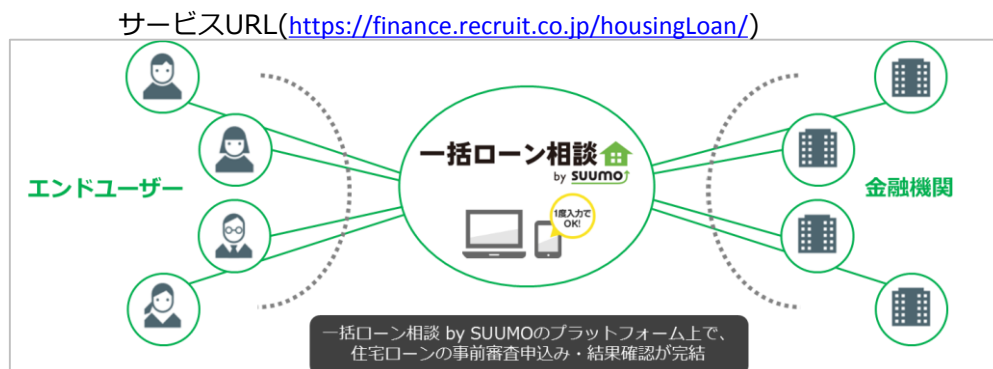 サービスURL(https://finance.recruit.co.jp/housingLoan/)
一括ローン相談
by SUUMO
1度入力で
OK!
エンドユーザー
金融機関
一括ローン相談 by SUUMOのプラットフォーム上で、
住宅ローンの事前審査申込み・結果確認が完結